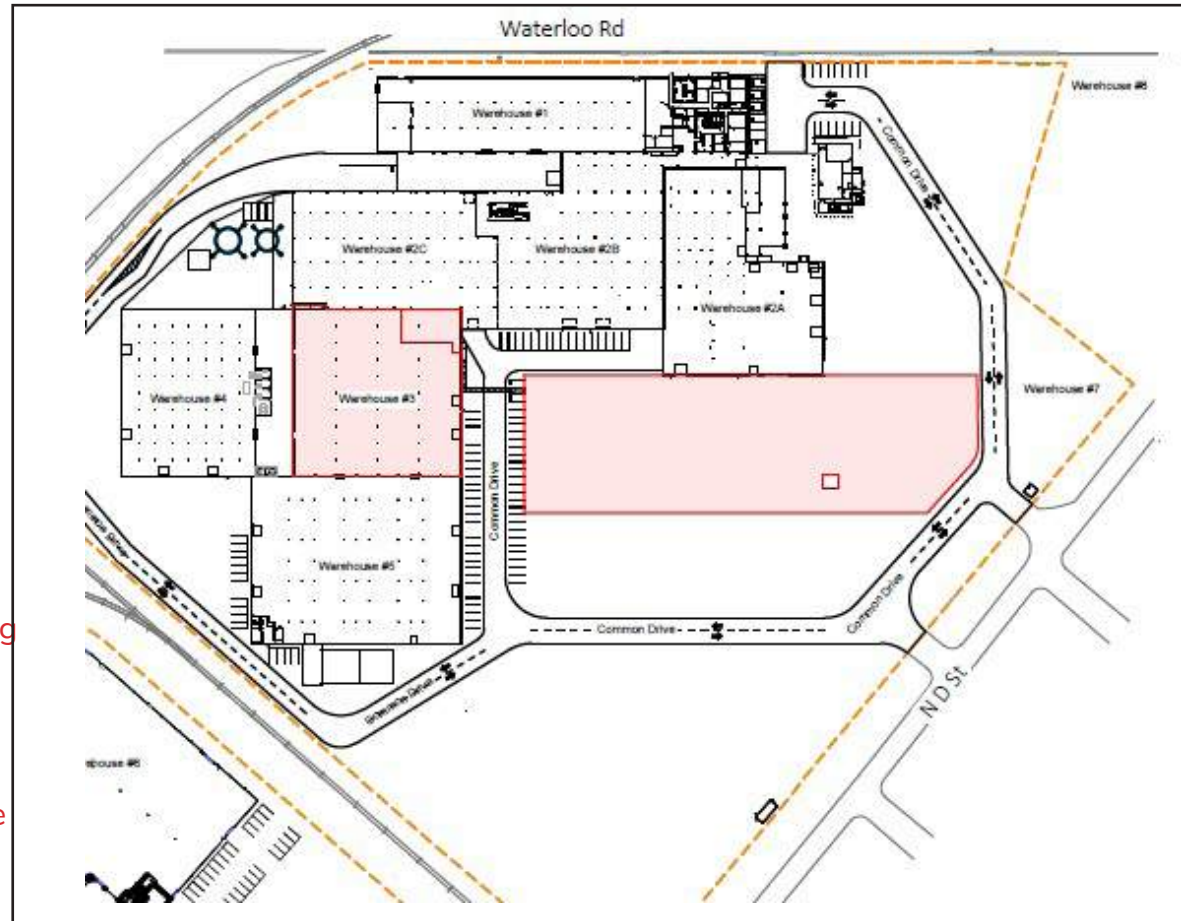 Waterloo Rd
Warehouse #6
Warehouse #1
Common Drive
Warehouse #2C
Warehouse #2B
Warehouse #2A
Warehouse #4
Warehouse #3
Warehouse #7
Common Drive
Warehouse #5
Common Drive
Common Drive
Common Drive
N D St
g
e